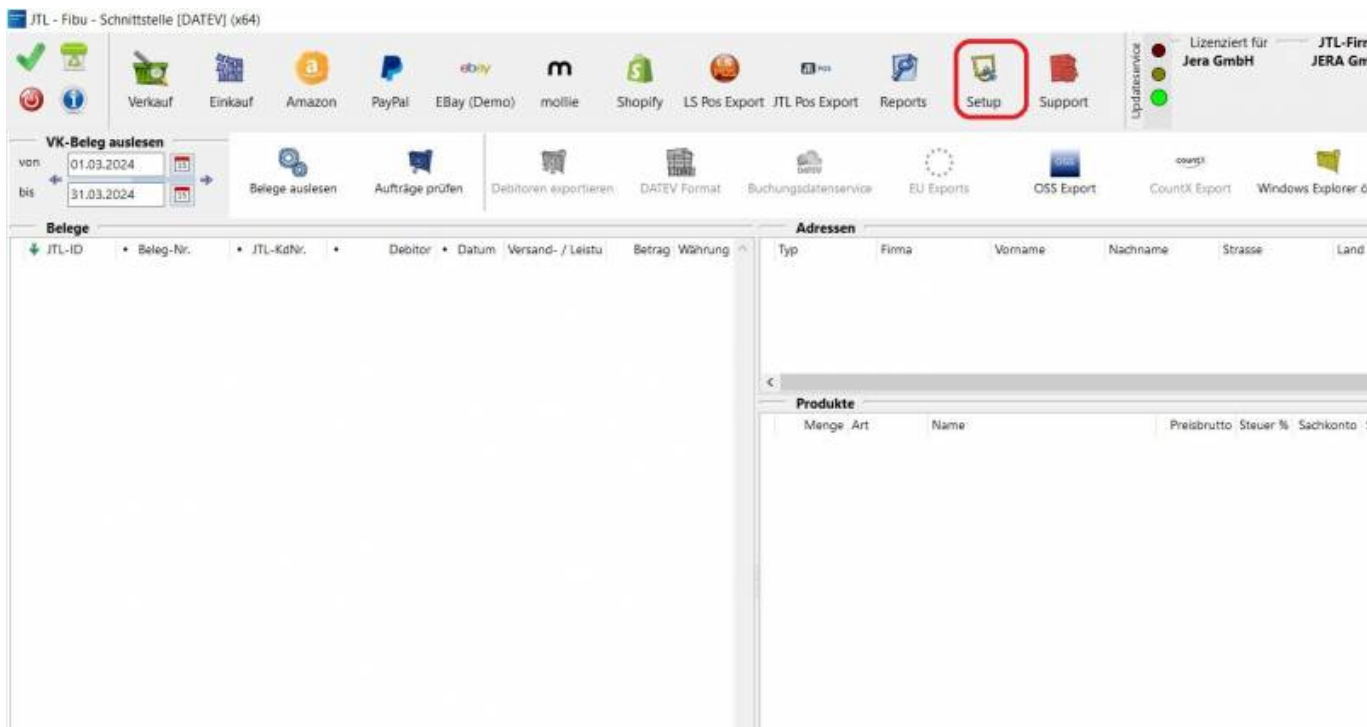 JTL - Fibu - Schnittstelle [DATEV] (x64)
Verkauf Einkauf Amazon PayPal EBay (Demo) mollie Shopify LS Pos Export JTL Pos Export Reports Setup Support
Updateservice
Lizenziert für
Jera GmbH
JTL-Firm
JERA Gm
VK-Beleg auslesen
von 01.03.2024
bis 31.03.2024
Belege auslesen Aufträge prüfen Debitoren exportieren DATEV Format Buchungsdatenservice EU Exports OSS Export CountX Export Windows Explorer ö
Belege
JTL-ID • Beleg-Nr. • JTL-KdNr. • Debitor • Datum Versand- / Leistu Betrag Währung
Adressen
Typ Firma Vorname Nachname Strasse Land
Produkte
Menge Art Name Preisbrutto Steuer % Sachkonto